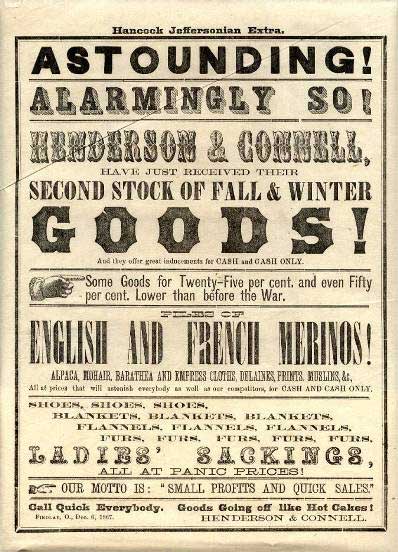 Hancock Jeffersonian Extra.
ASTOUNDING!
ALARMINGLY SO!
HENDERSON & CONNELL,
HAVE JUST RECEIVED THEIR
SECOND STOCK OF FALL & WINTER
GOODS!
And they offer great inducements for CASH and CASH ONLY.
Some Goods for Twenty-Five per cent. and even Fifty
per cent. Lower than before the War.
PILES OF
ENGLISH AND FRENCH MERINOS!
ALPACA, MOHAIR, BARATHEA AND EMPRESS CLOTHS, DELAINES, PRINTS, MUSLINS, &c,
All at prices that will astonish everybody as well as our competitors, for CASH AND CASH ONLY.
SHOES, SHOES, SHOES,
BLANKETS, BLANKETS, BLANKETS,
FLANNELS, FLANNELS, FLANNELS,
FURS, FURS, FURS, FURS, FURS,
LADIES' SACKINGS,
ALL AT PANIC PRICES!
OUR MOTTO IS: "SMALL PROFITS AND QUICK SALES."
Call Quick Everybody. Goods Going off like Hot Cakes!
FINDLAY, O., Dec. 6, 1867. HENDERSON & CONNELL.